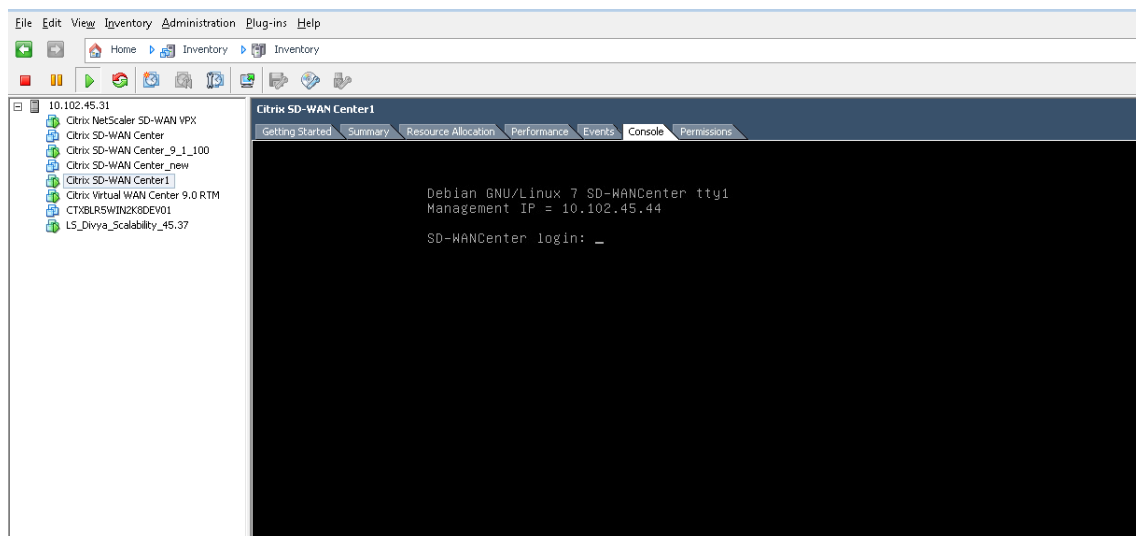 File Edit View Inventory Administration Plug-ins Help
Home Inventory Inventory
10.102.45.31
Citrix NetScaler SD-WAN VPX
Citrix SD-WAN Center
Citrix SD-WAN Center_9_1_100
Citrix SD-WAN Center_new
Citrix SD-WAN Center1
Citrix Virtual WAN Center 9.0 RTM
CTXBLR5WIN2K8DEV01
LS_Divya_Scalability_45.37
Citrix SD-WAN Center1
Getting Started Summary Resource Allocation Performance Events Console Permissions
Debian GNU/Linux 7 SD-WANCenter tty1
Management IP = 10.102.45.44
SD-WANCenter login: _